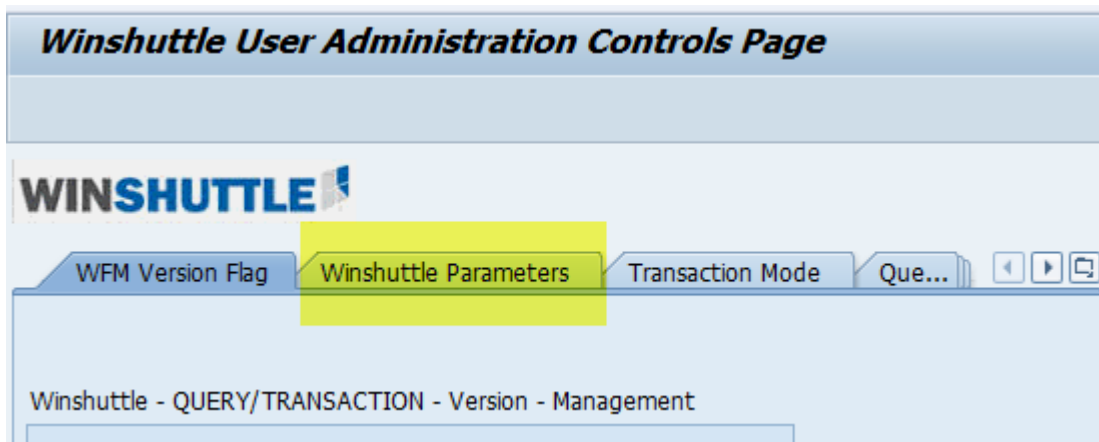 Winshuttle User Administration Controls Page
WINSHUTTLE
WFM Version Flag Winshuttle Parameters Transaction Mode Que...
Winshuttle - QUERY/TRANSACTION - Version - Management